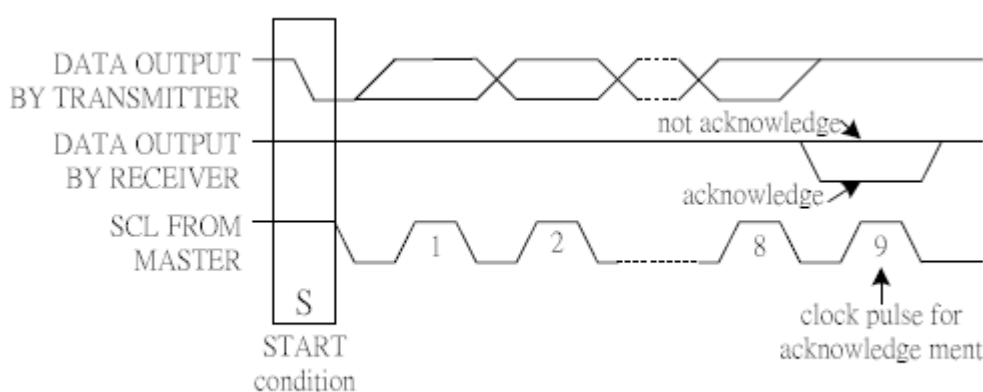 DATA OUTPUT
BY TRANSMITTER
not acknowledge
DATA OUTPUT
BY RECEIVER
acknowledge
SCL FROM
MASTER
1
2
8
9
S
START
condition
clock pulse for
acknowledge ment